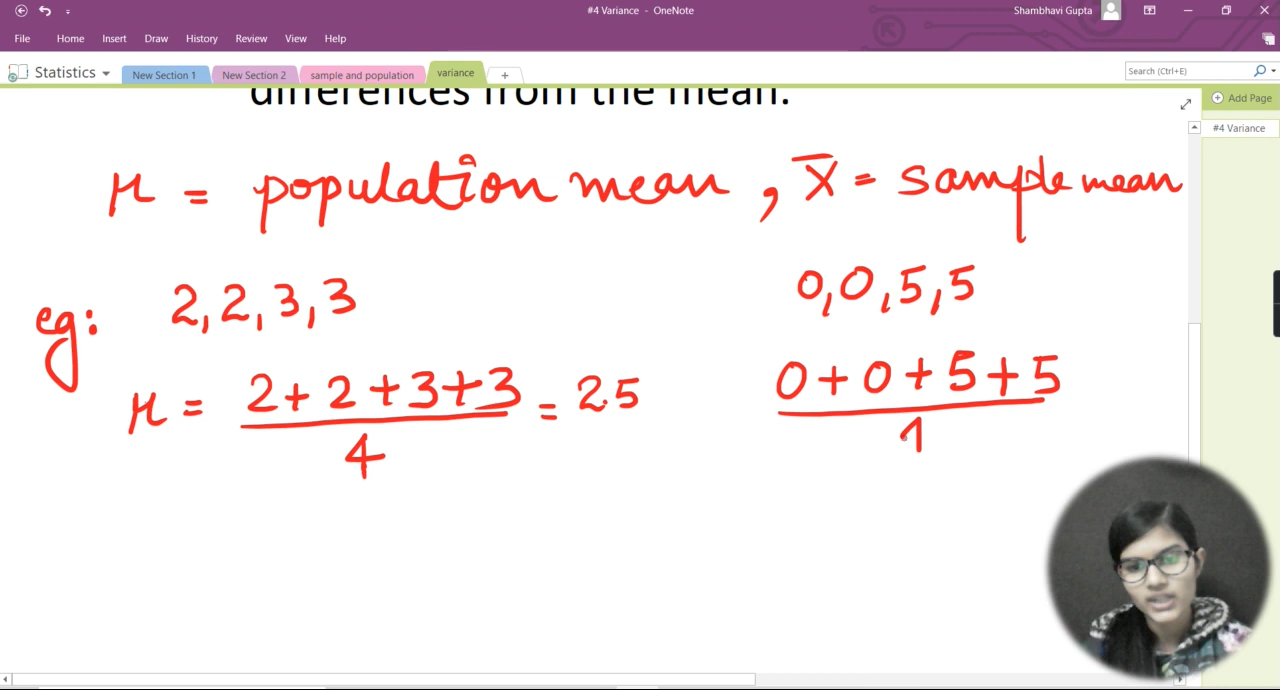 #4 Variance - OneNote
Shambhavi Gupta
File Home Insert Draw History Review View Help
Statistics New Section 1 New Section 2 sample and population variance +
Search (Ctrl+E)
Add Page
#4 Variance
differences from the mean.
μ = population mean, X̅ = sample mean
eg: 2, 2, 3, 3 0, 0, 5, 5
μ = 2+2+3+3 = 2.5 0+0+5+5
4 1